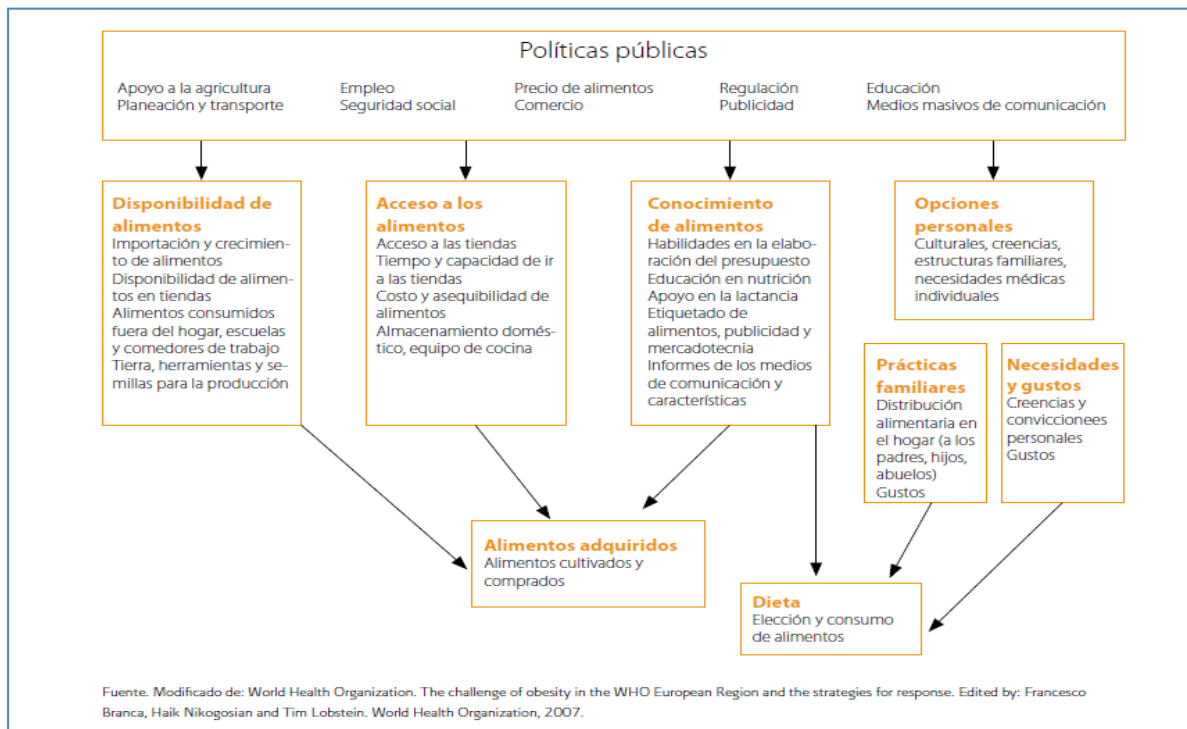 Políticas públicas
Apoyo a la agricultura
Planeación y transporte
Empleo
Seguridad social
Precio de alimentos
Comercio
Regulación
Publicidad
Educación
Medios masivos de comunicación
Disponibilidad de
alimentos
Importación y crecimien-
to de alimentos
Disponibilidad de alimen-
tos en tiendas
Alimentos consumidos
fuera del hogar, escuelas
y comedores de trabajo
Tierra, herramientas y se-
millas para la producción
Acceso a los
alimentos
Acceso a las tiendas
Tiempo y capacidad de ir
a las tiendas
Costo y asequibilidad de
alimentos
Almacenamiento domés-
tico, equipo de cocina
Conocimiento
de alimentos
Habilidades en la elabo-
ración del presupuesto
Educación en nutrición
Apoyo en la lactancia
Etiquetado de
alimentos, publicidad y
mercadotecnia
Informes de los medios
de comunicación y
características
Opciones
personales
Culturales, creencias,
estructuras familiares,
necesidades médicas
individuales
Prácticas
familiares
Distribución
alimentaria en
el hogar (a los
padres, hijos,
abuelos)
Gustos
Necesidades
y gustos
Creencias y
conviccionees
personales
Gustos
Alimentos adquiridos
Alimentos cultivados y
comprados
Dieta
Elección y consumo
de alimentos
Fuente. Modificado de: World Health Organization. The challenge of obesity in the WHO European Region and the strategies for response. Edited by: Francesco
Branca, Haik Nikogosian and Tim Lobstein. World Health Organization, 2007.